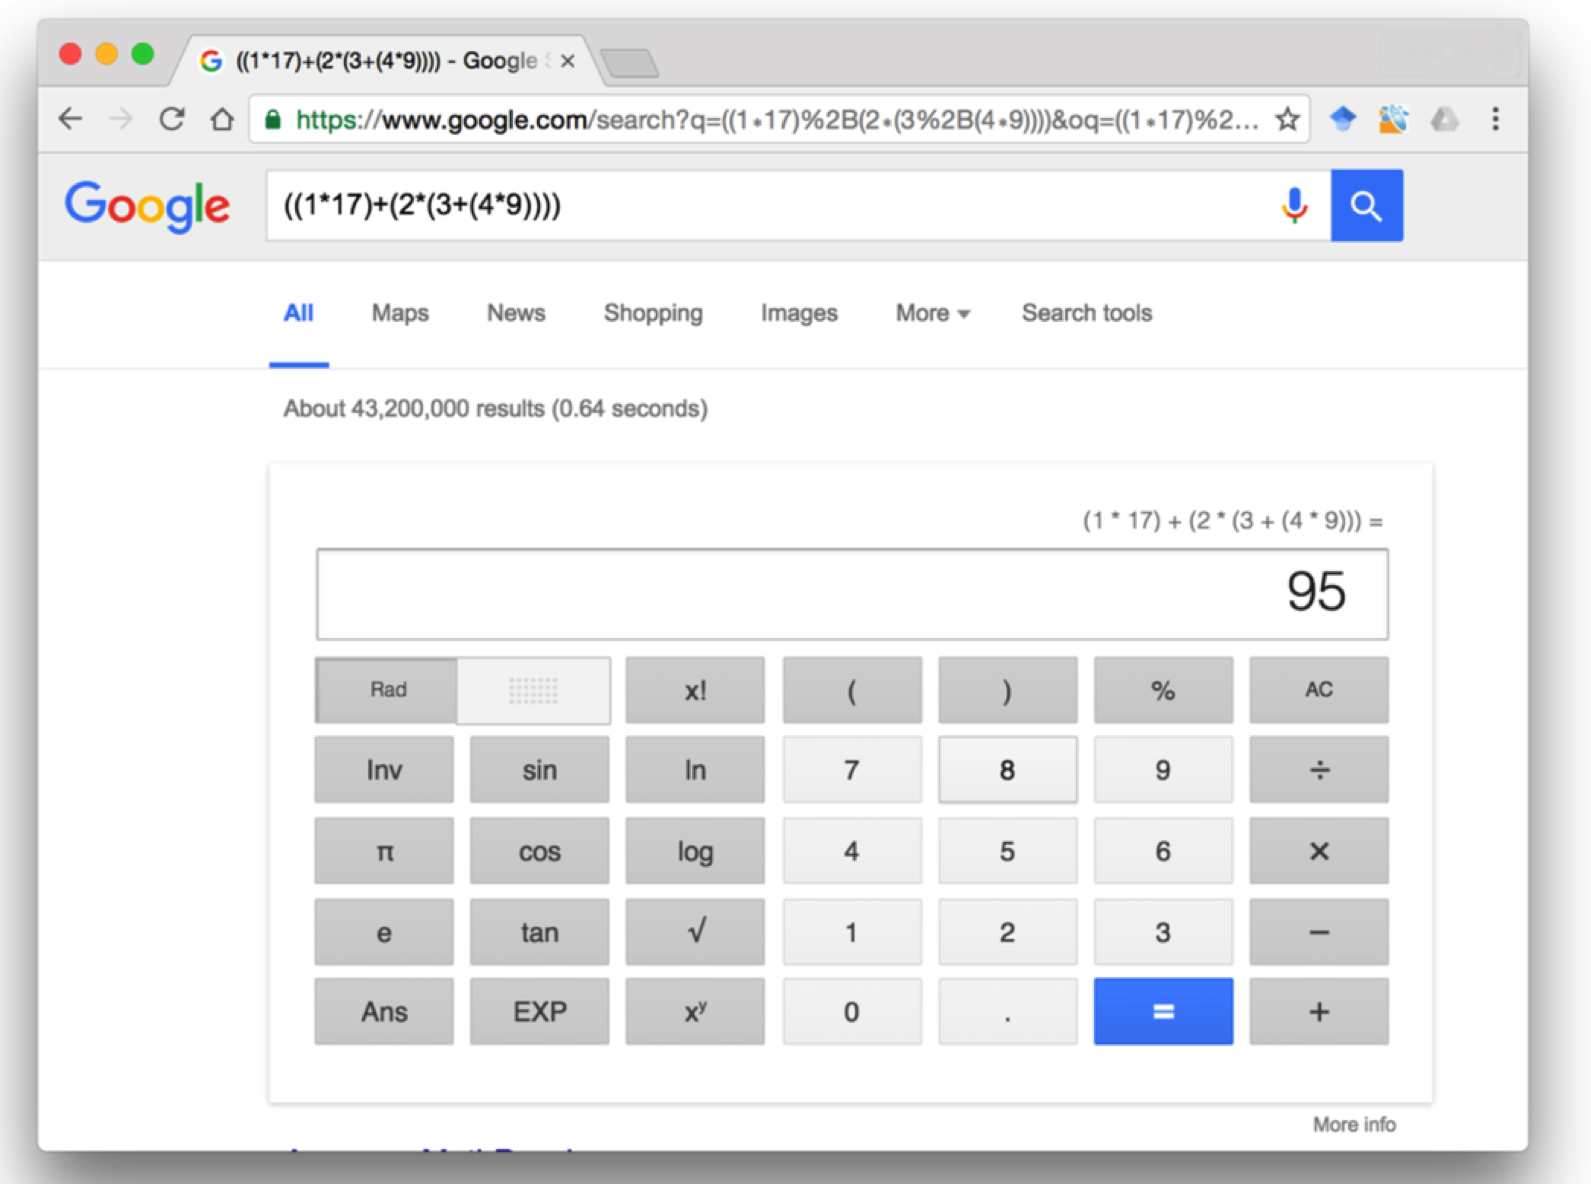 ((1*17)+(2*(3+(4*9)))) - Google
https://www.google.com/search?q=((1*17)%2B(2*(3%2B(4*9))))&oq=((1*17)%2...
Google
((1*17)+(2*(3+(4*9))))
All Maps News Shopping Images More Search tools
About 43,200,000 results (0.64 seconds)
(1 * 17) + (2 * (3 + (4 * 9))) =
95
Rad x! ( ) % AC
Inv sin ln 7 8 9 ÷
π cos log 4 5 6 ×
e tan √ 1 2 3 −
Ans EXP xʸ 0 . = +
More info